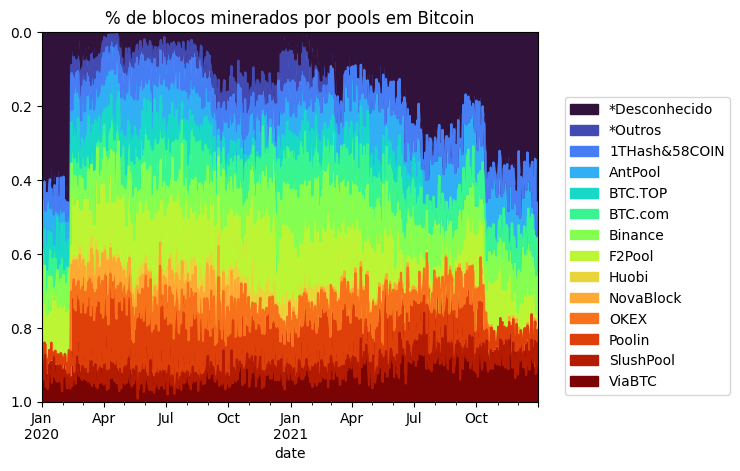 % de blocos minerados por pools em Bitcoin
0.0
0.2
0.4
0.6
0.8
1.0
Jan
2020
Apr
Jul
Oct
Jan
2021
Apr
Jul
Oct
date
*Desconhecido
*Outros
1THash&58COIN
AntPool
BTC.TOP
BTC.com
Binance
F2Pool
Huobi
NovaBlock
OKEX
Poolin
SlushPool
ViaBTC